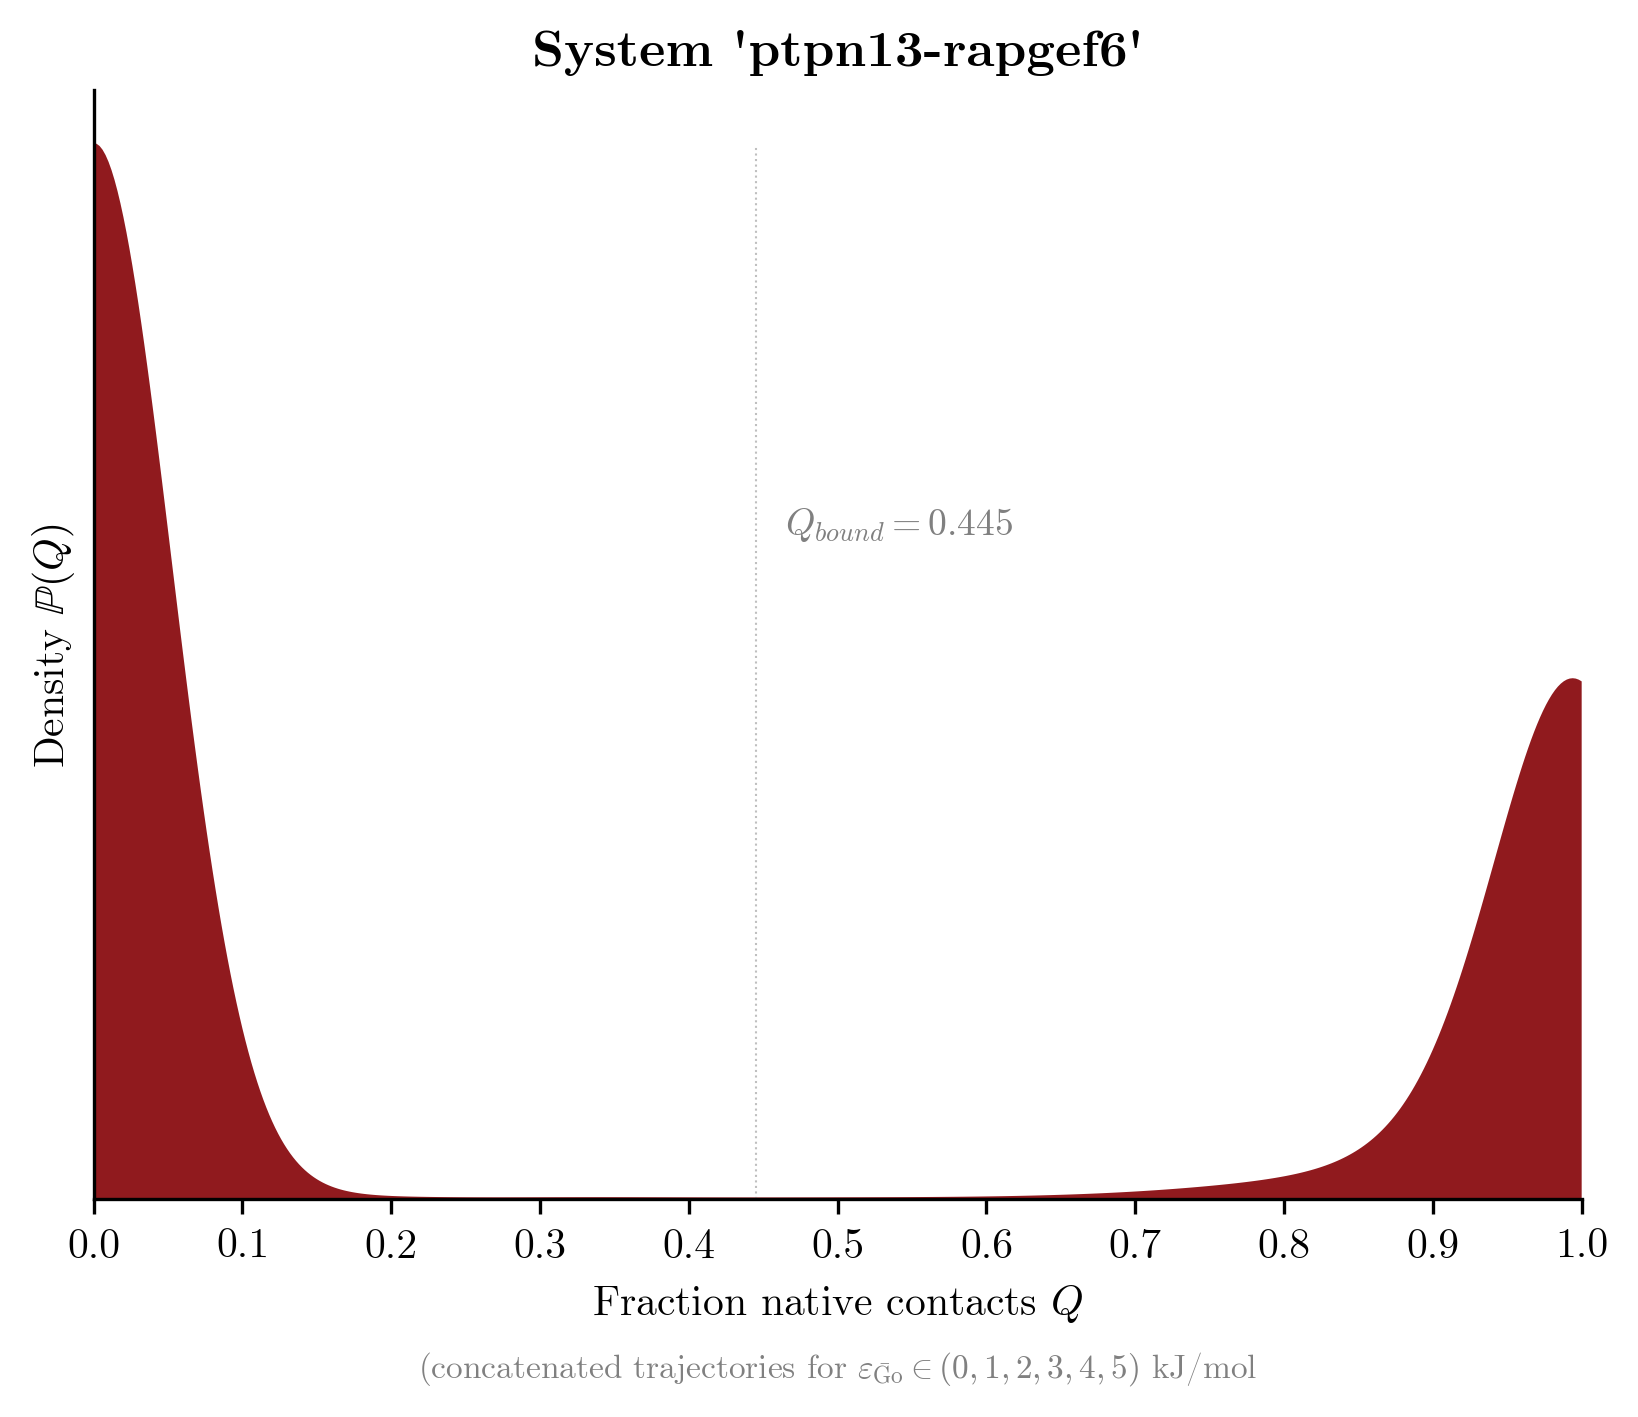 System 'ptpn13-rapgef6'
Density ℙ(Q)
Q_bound = 0.445
0.0 0.1 0.2 0.3 0.4 0.5 0.6 0.7 0.8 0.9 1.0
Fraction native contacts Q
(concatenated trajectories for ε_Ḡo ∈ (0, 1, 2, 3, 4, 5) kJ/mol